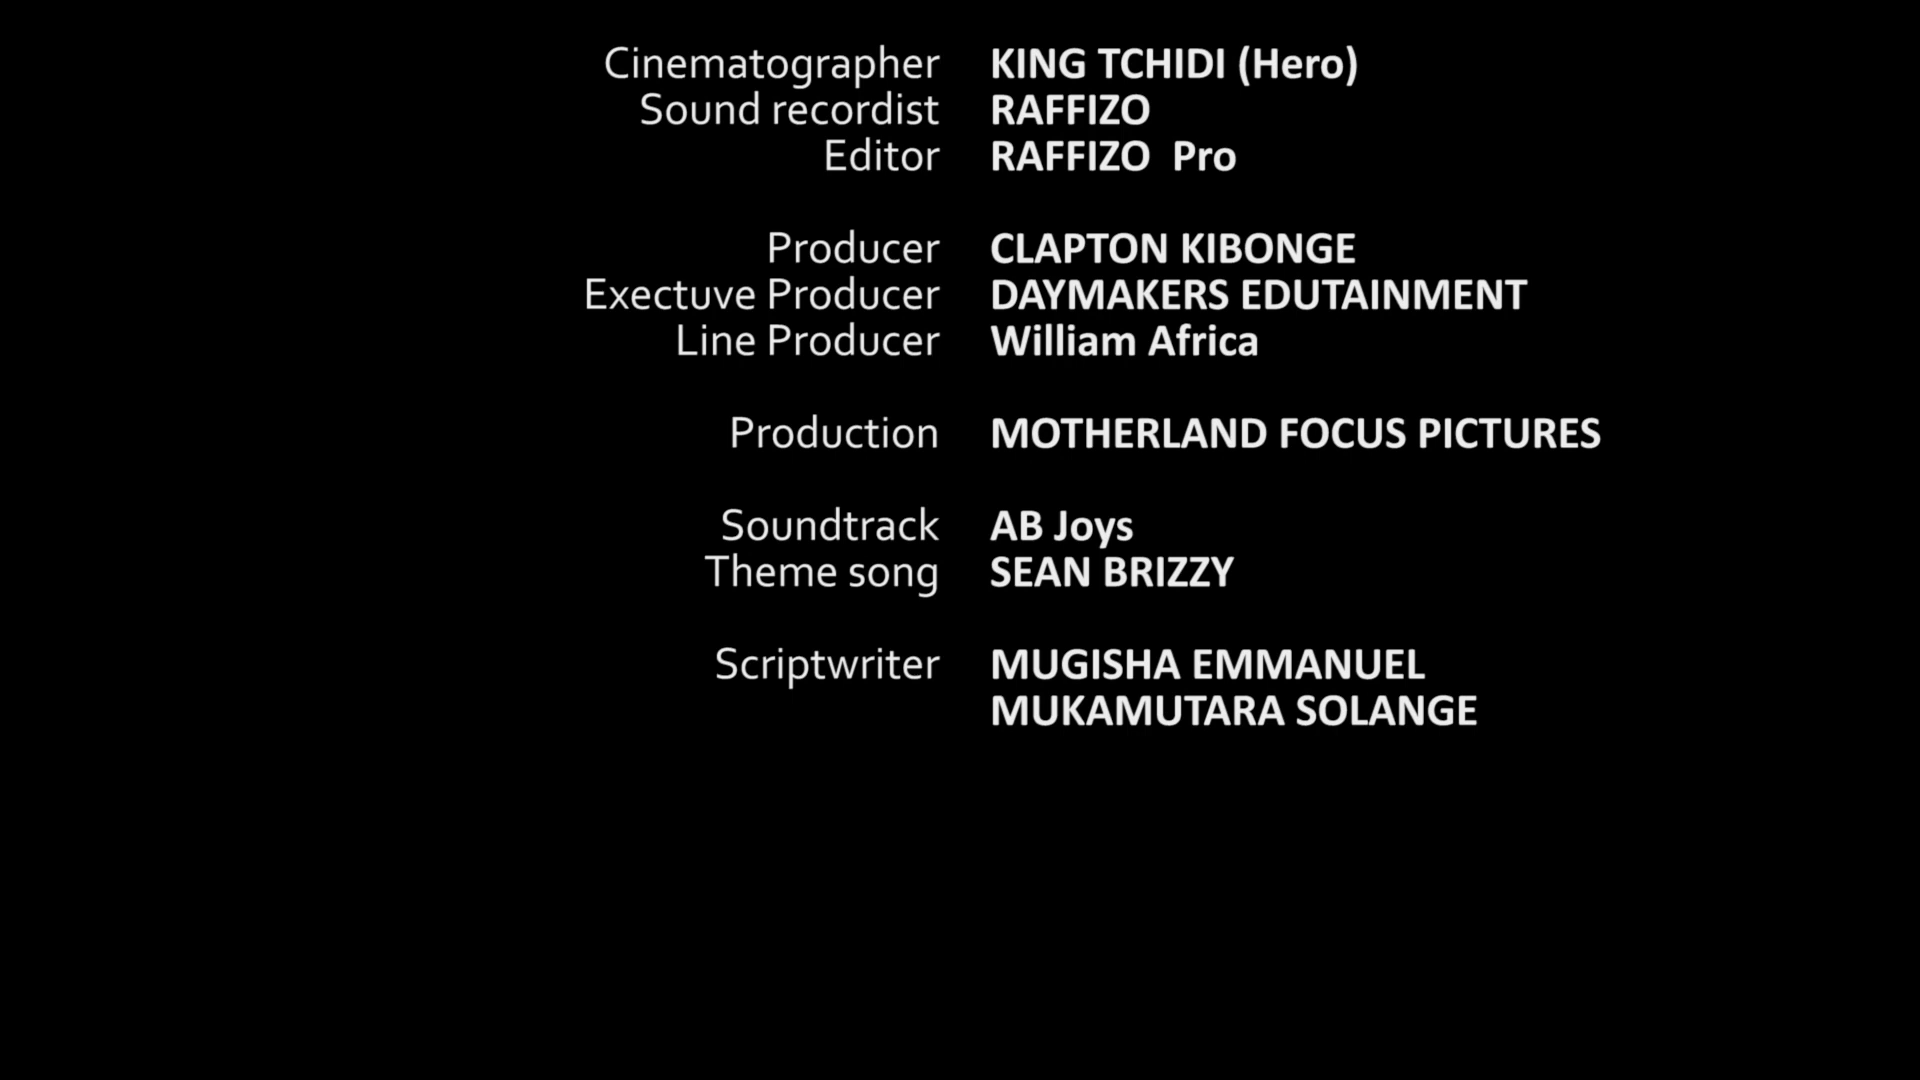 Cinematographer KING TCHIDI (Hero)
Sound recordist RAFFIZO
Editor RAFFIZO  Pro
Producer CLAPTON KIBONGE
Exectuve Producer DAYMAKERS EDUTAINMENT
Line Producer William Africa
Production MOTHERLAND FOCUS PICTURES
Soundtrack AB Joys
Theme song SEAN BRIZZY
Scriptwriter MUGISHA EMMANUEL
MUKAMUTARA SOLANGE